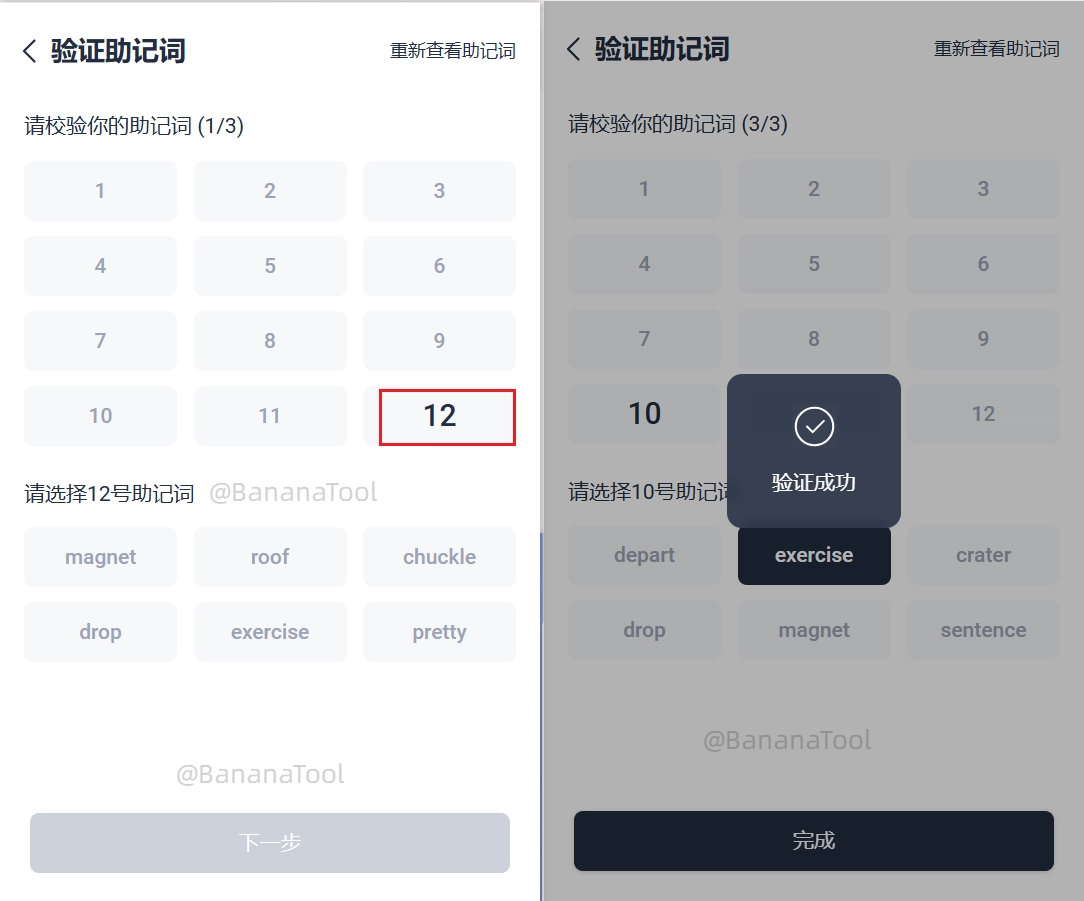 验证助记词
重新查看助记词
请校验你的助记词 (1/3)
1 2 3
4 5 6
7 8 9
10 11 12
请选择12号助记词
@BananaTool
magnet roof chuckle
drop exercise pretty
@BananaTool
下一步
验证助记词
重新查看助记词
请校验你的助记词 (3/3)
1 2 3
4 5 6
7 8 9
10 12
验证成功
请选择10号助记词
depart exercise crater
drop magnet sentence
@BananaTool
完成